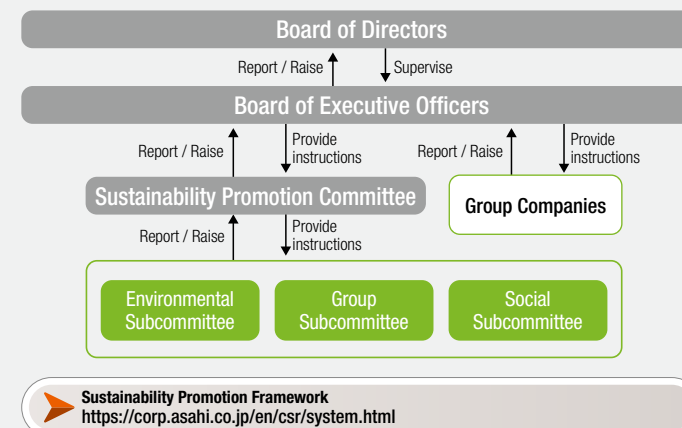 Board of Directors
Report / Raise
Supervise
Board of Executive Officers
Report / Raise
Provide
instructions
Report / Raise
Provide
instructions
Sustainability Promotion Committee
Group Companies
Report / Raise
Provide
instructions
Environmental
Subcommittee
Group
Subcommittee
Social
Subcommittee
Sustainability Promotion Framework
https://corp.asahi.co.jp/en/csr/system.html